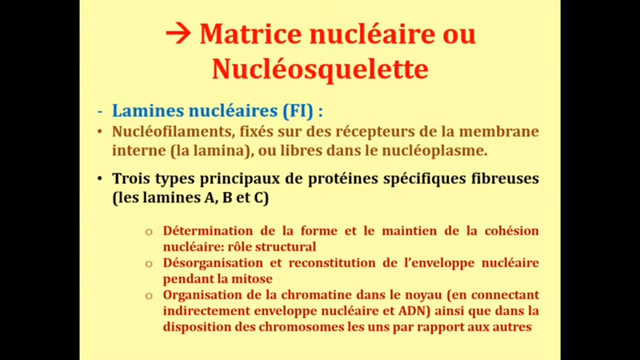 → Matrice nucléaire ou
Nucléosquelette
- Lamines nucléaires (FI) :
• Nucléofilaments, fixés sur des récepteurs de la membrane
interne (la lamina), ou libres dans le nucléoplasme.
• Trois types principaux de protéines spécifiques fibreuses
(les lamines A, B et C)
o Détermination de la forme et le maintien de la cohésion
nucléaire: rôle structural
o Désorganisation et reconstitution de l'enveloppe nucléaire
pendant la mitose
o Organisation de la chromatine dans le noyau (en connectant
indirectement enveloppe nucléaire et ADN) ainsi que dans la
disposition des chromosomes les uns par rapport aux autres